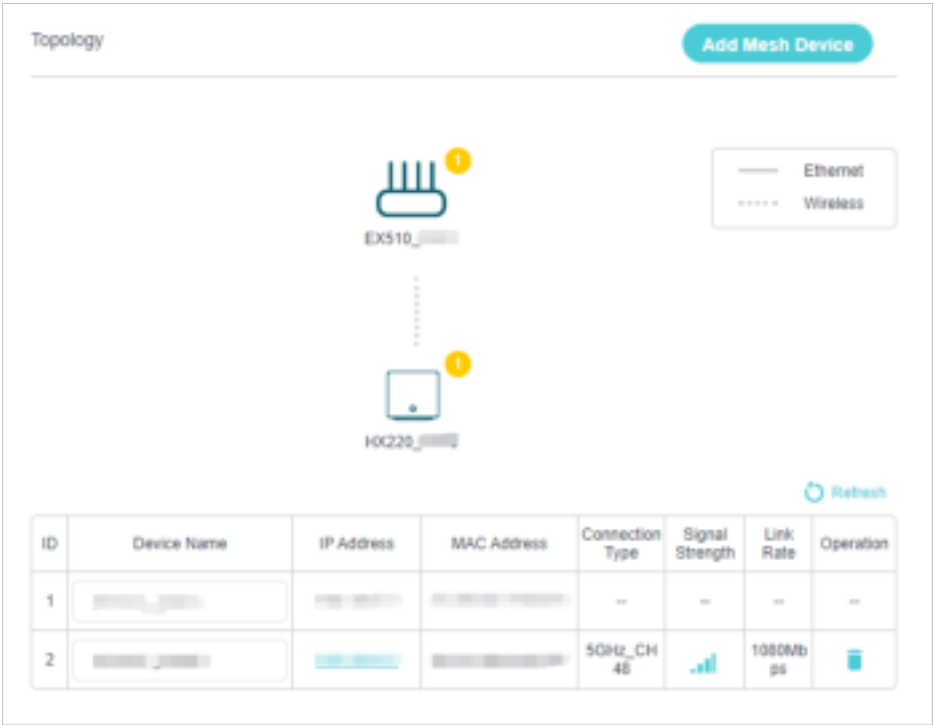 Topology
Add Mesh Device
1
Ethernet
Wireless
EX510_
1
HX220_
Refresh
ID Device Name IP Address MAC Address Connection Type Signal Strength Link Rate Operation
1 -- -- -- --
2 5GHz_CH 48 1080Mb ps